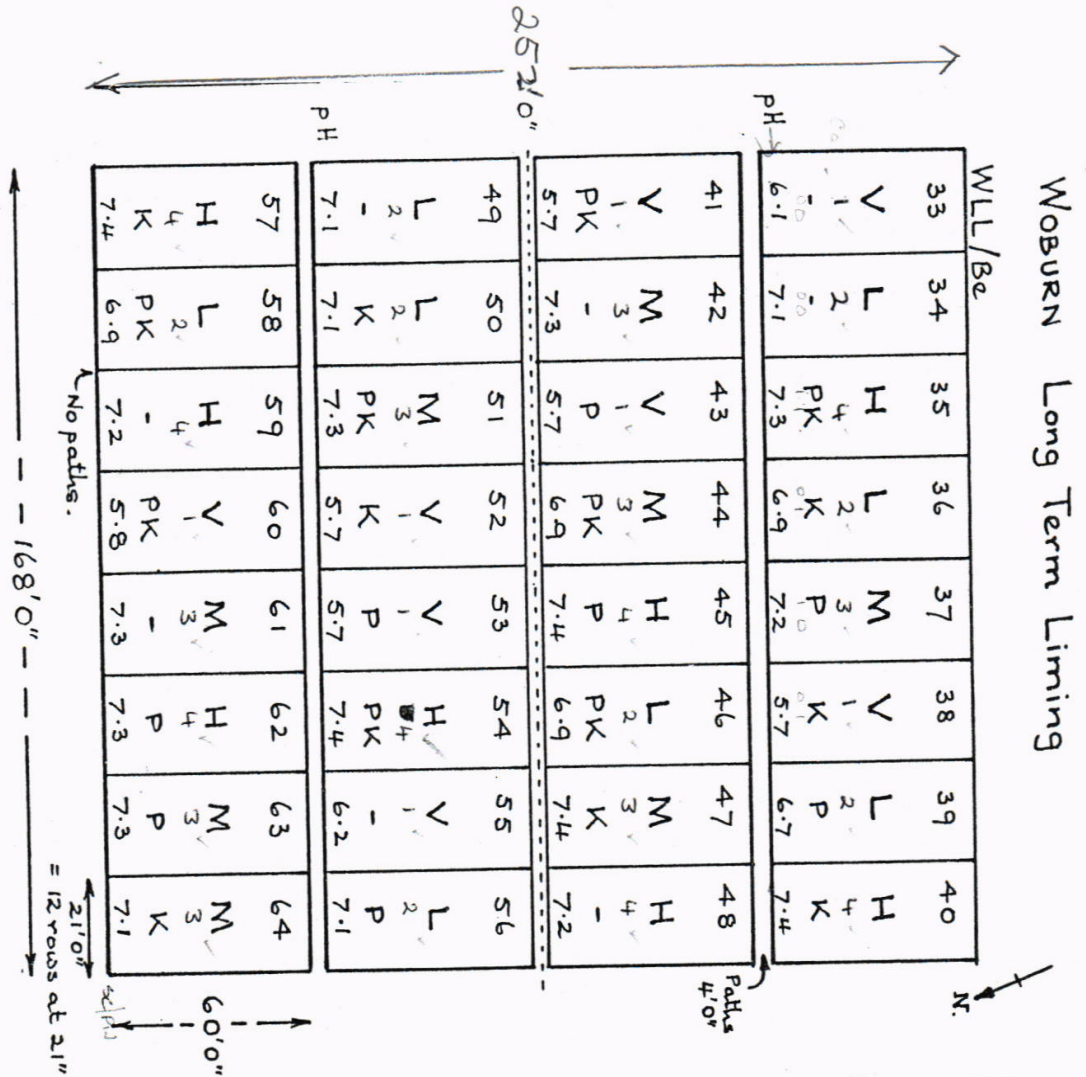 WOBURN Long Term Liming
WLL/Be
N.
252'0"
pH→
33 34 35 36 37 38 39 40
V L H L M V L H
1 2 4 2 3 1 2 4
- - PK K P K P K
6.1 7.1 7.3 6.9 7.2 5.7 6.7 7.4
Paths
4'0"
41 42 43 44 45 46 47 48
V M V M H L M H
1 3 1 3 4 2 3 4
PK - P PK P PK K -
5.7 7.3 5.7 6.9 7.4 6.9 7.4 7.2
49 50 51 52 53 54 55 56
L L M V V H V L
2 2 3 1 1 4 1 2
- K PK K P PK - P
7.1 7.1 7.3 5.7 5.7 7.4 6.2 7.1
pH
57 58 59 60 61 62 63 64
H L H V M H M M
4 2 4 1 3 4 3 3
K PK - PK - P P K
7.4 6.9 7.2 5.8 7.3 7.3 7.3 7.1
60'0"
No paths.
21'0"
= 12 rows at 21"
168'0"